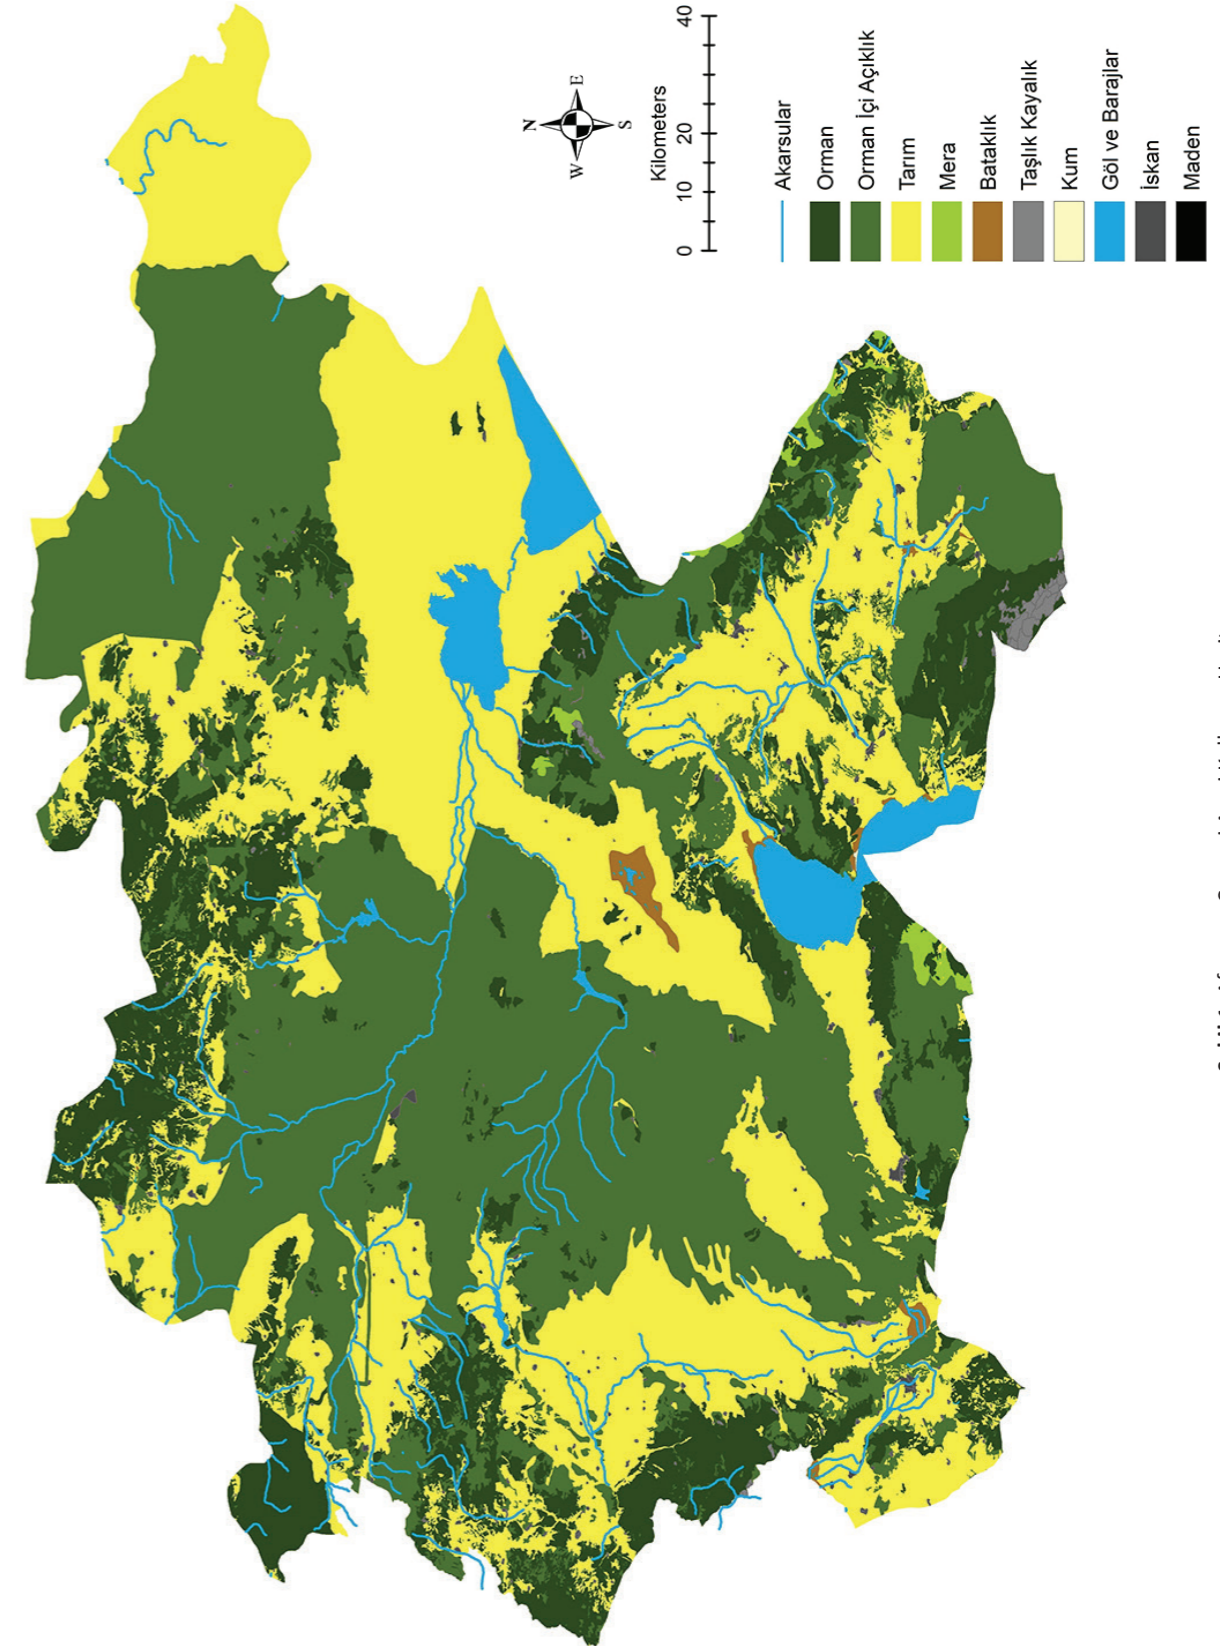 N
W E
S
Kilometers
0 10 20 40
Akarsular
Orman
Orman İçi Açıklık
Tarım
Mera
Bataklık
Taşlık Kayalık
Kum
Göl ve Barajlar
İskan
Maden